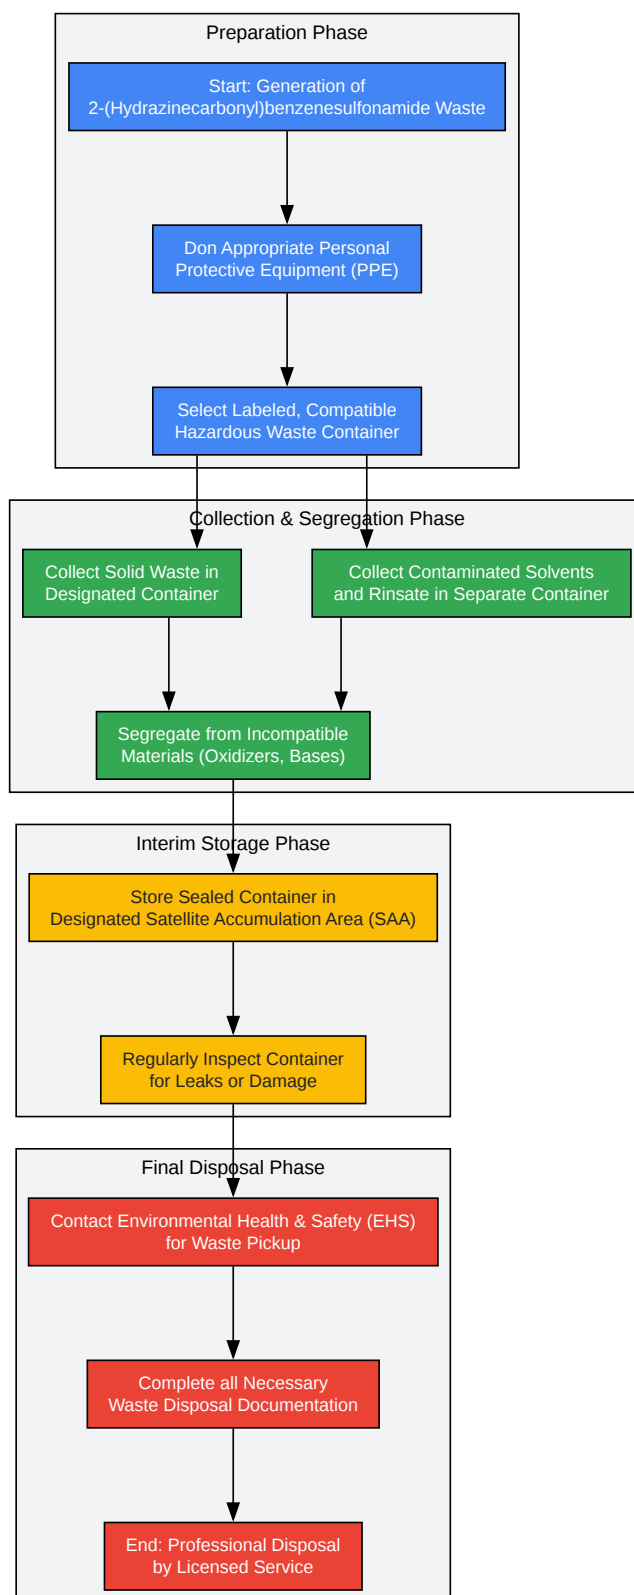 Preparation Phase
Start: Generation of
2-(Hydrazinecarbonyl)benzenesulfonamide Waste
Don Appropriate Personal
Protective Equipment (PPE)
Select Labeled, Compatible
Hazardous Waste Container
Collection & Segregation Phase
Collect Solid Waste in
Designated Container
Collect Contaminated Solvents
and Rinsate in Separate Container
Segregate from Incompatible
Materials (Oxidizers, Bases)
Interim Storage Phase
Store Sealed Container in
Designated Satellite Accumulation Area (SAA)
Regularly Inspect Container
for Leaks or Damage
Final Disposal Phase
Contact Environmental Health & Safety (EHS)
for Waste Pickup
Complete all Necessary
Waste Disposal Documentation
End: Professional Disposal
by Licensed Service